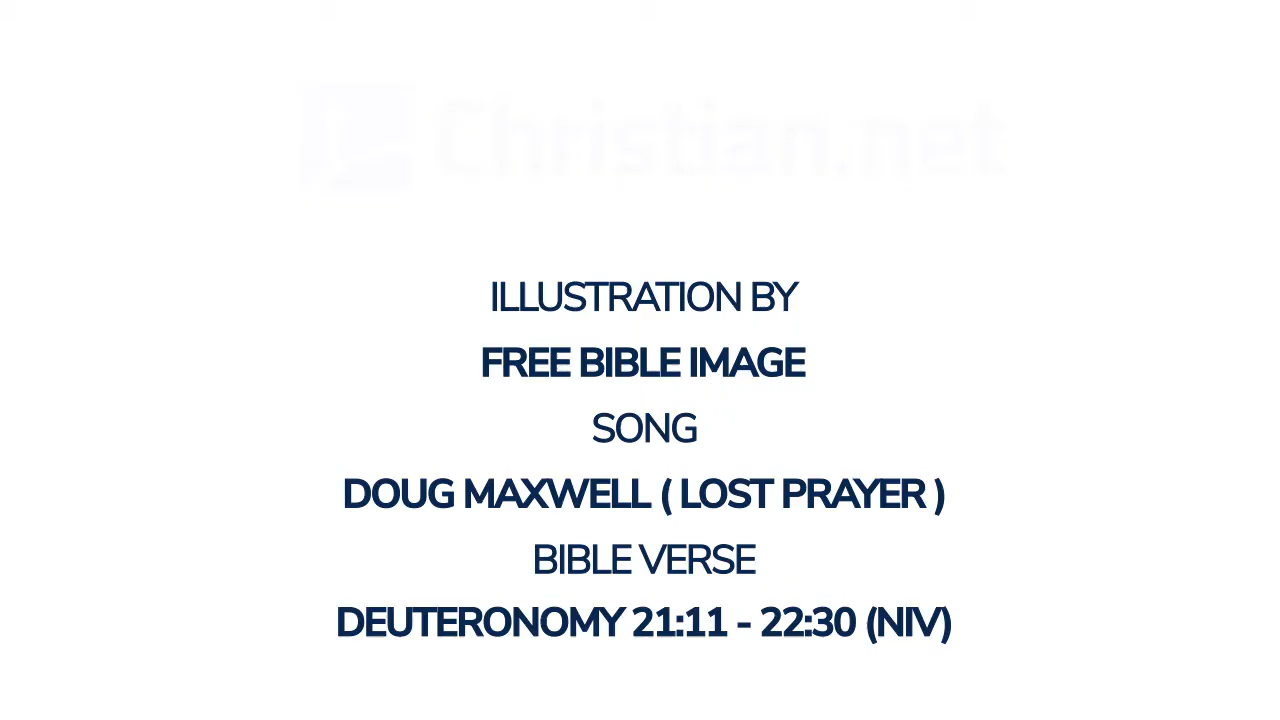 Christian.net
ILLUSTRATION BY
FREE BIBLE IMAGE
SONG
DOUG MAXWELL ( LOST PRAYER )
BIBLE VERSE
DEUTERONOMY 21:11 - 22:30 (NIV)